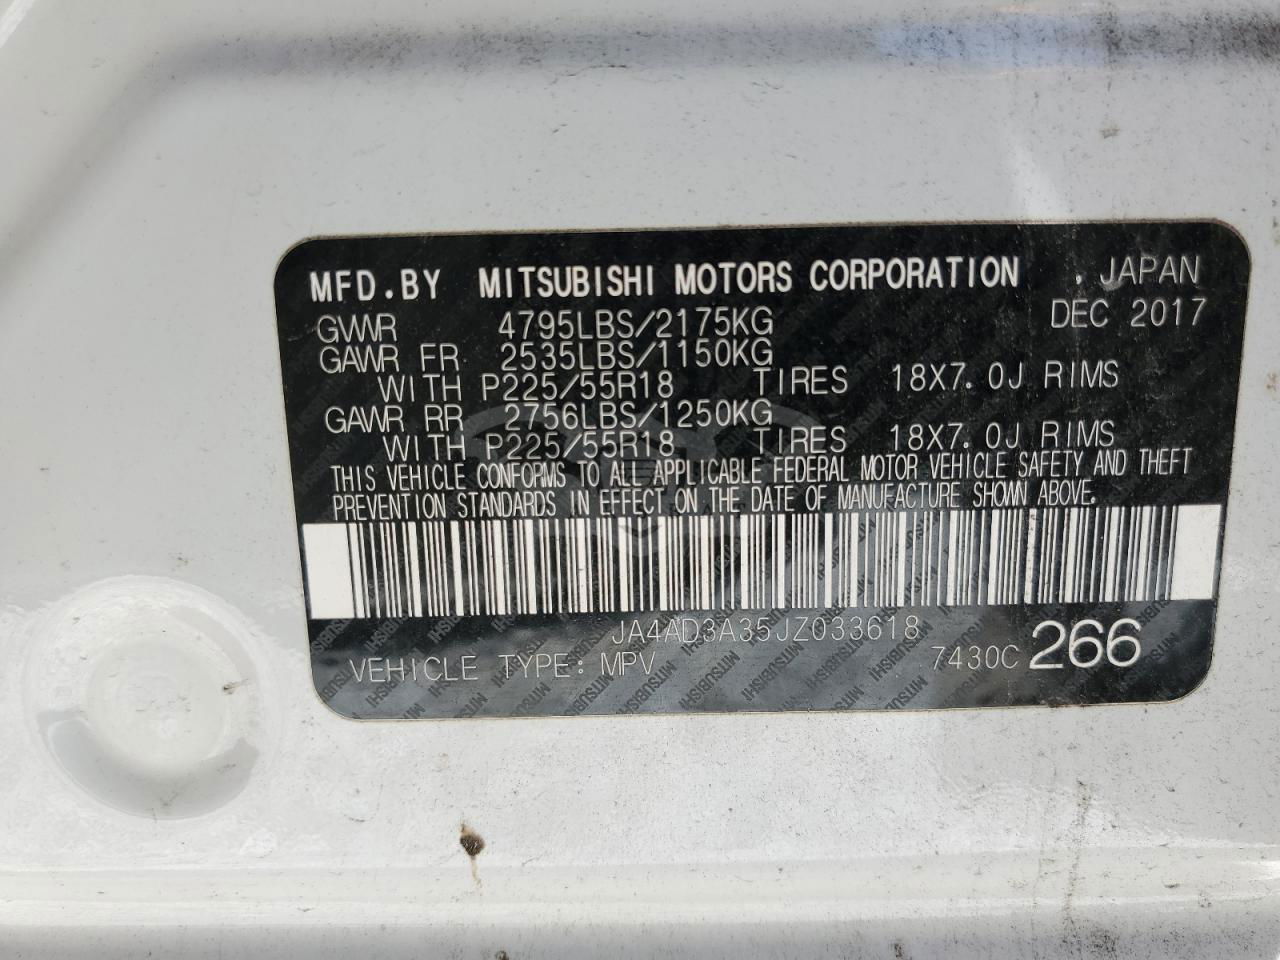 MFD.BY MITSUBISHI MOTORS CORPORATION . JAPAN
GVWR 4795LBS/2175KG DEC 2017
GAWR FR 2535LBS/1150KG
WITH P225/55R18 TIRES 18X7.0J RIMS
GAWR RR 2756LBS/1250KG
WITH P225/55R18 TIRES 18X7.0J RIMS
THIS VEHICLE CONFORMS TO ALL APPLICABLE FEDERAL MOTOR VEHICLE SAFETY AND THEFT
PREVENTION STANDARDS IN EFFECT ON THE DATE OF MANUFACTURE SHOWN ABOVE.
JA4AD3A35JZ033618
VEHICLE TYPE: MPV 7430C 266